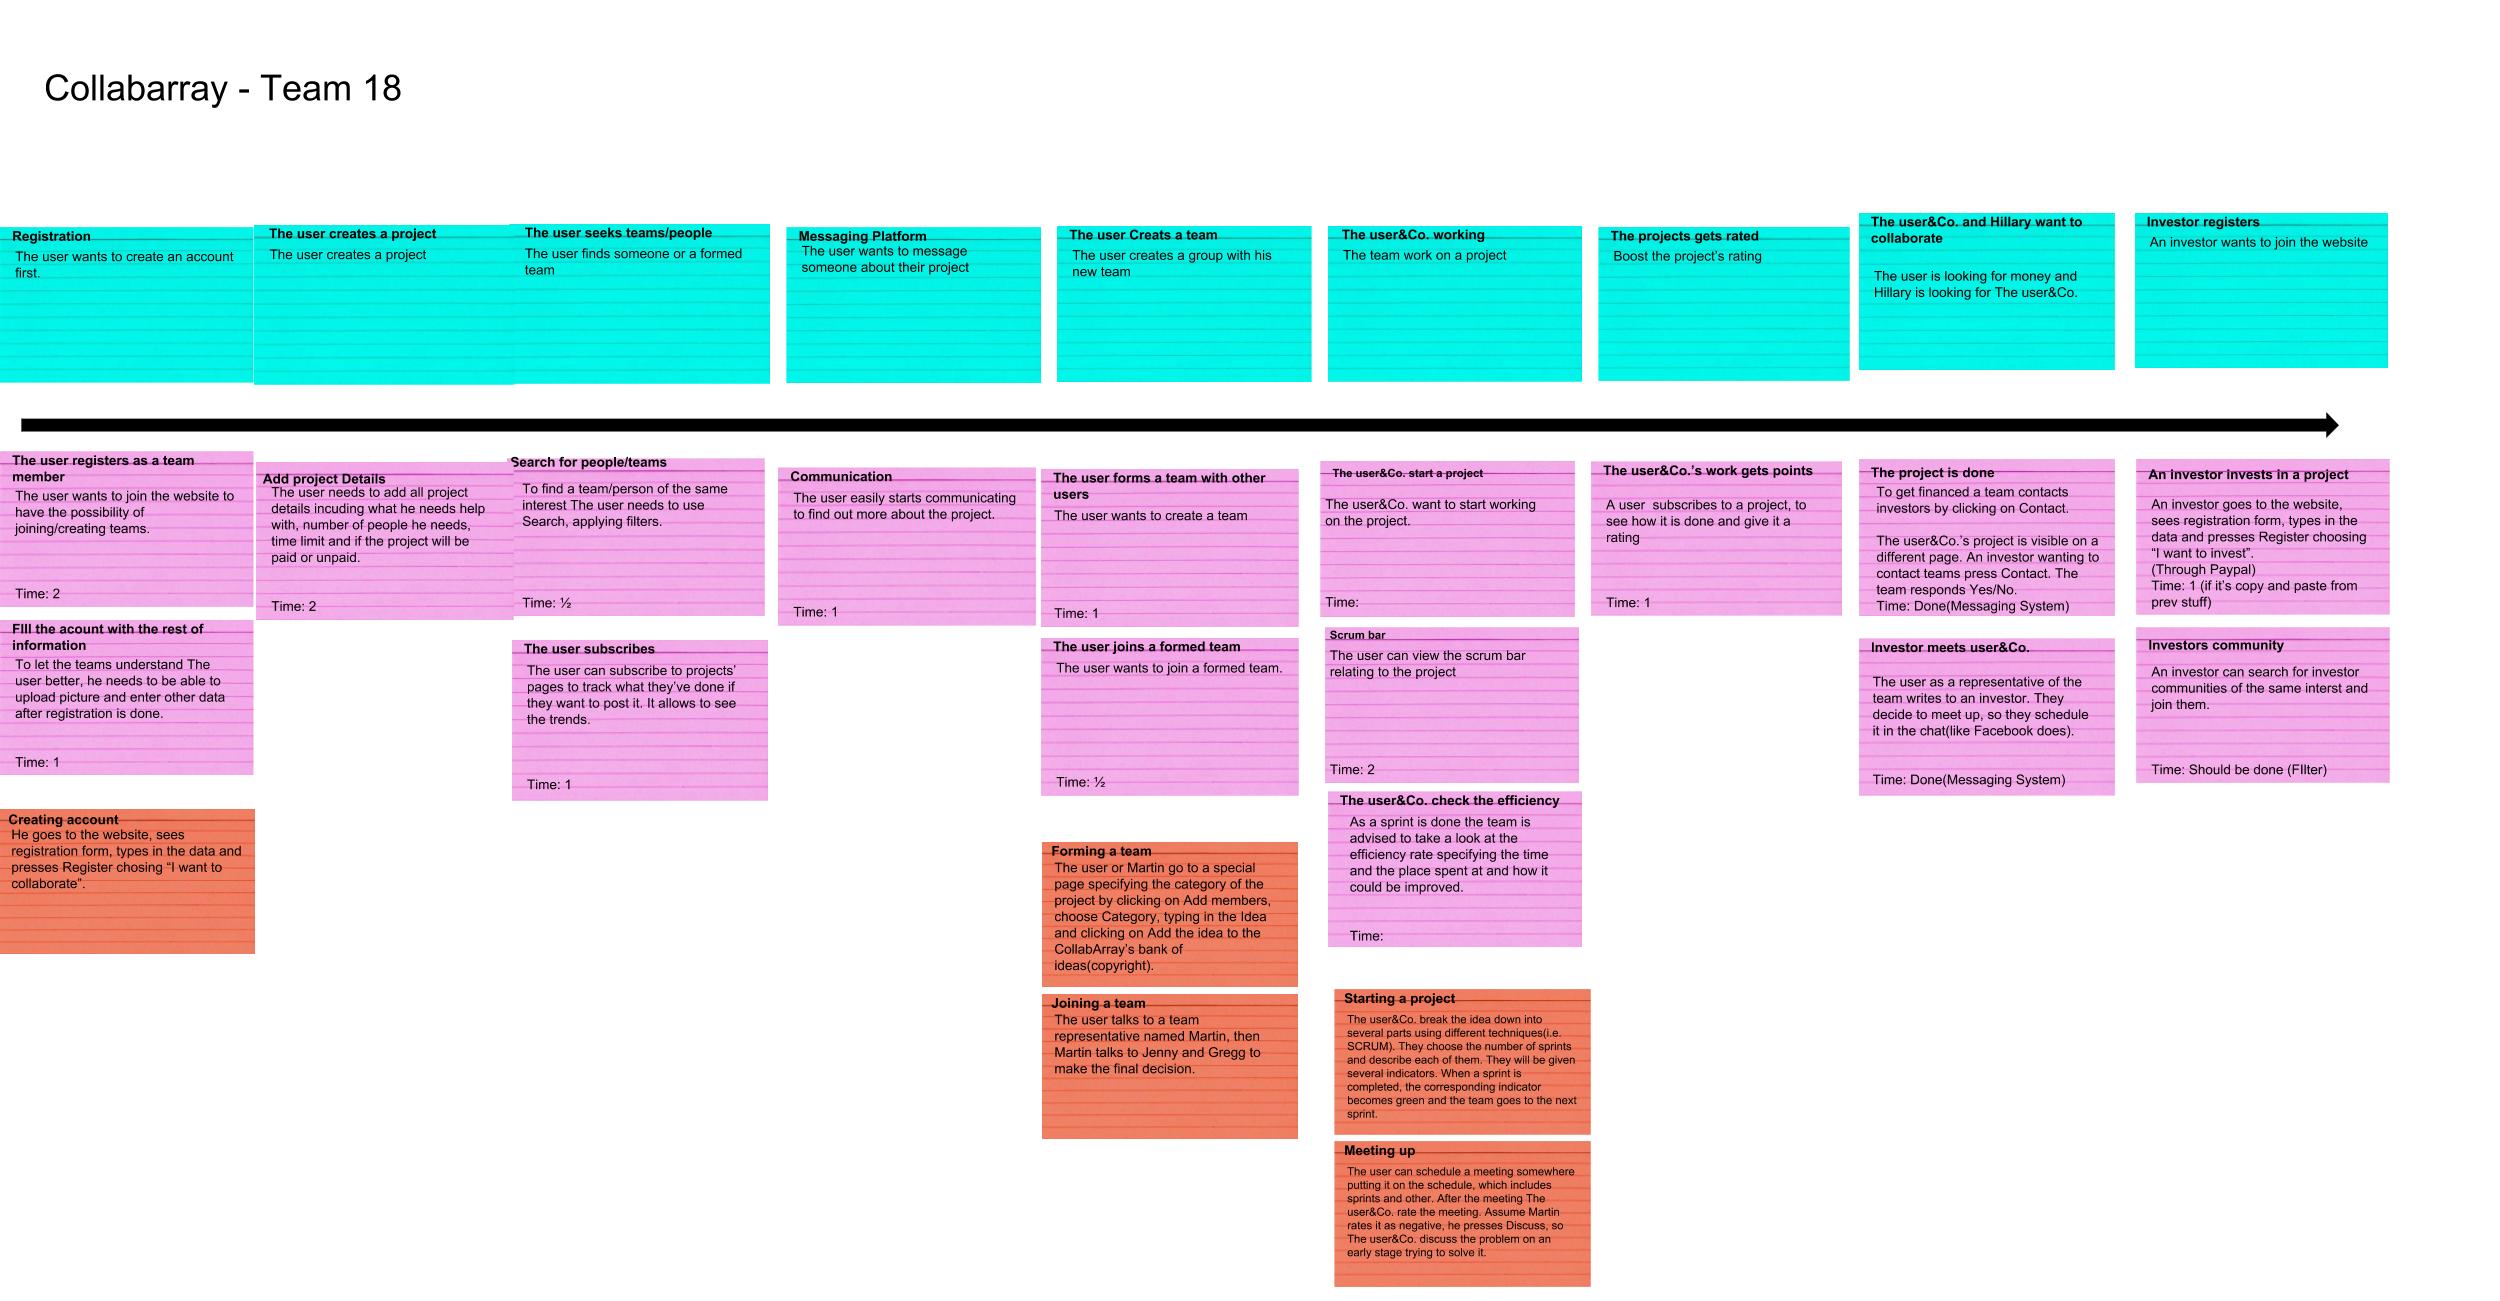 Collabarray - Team 18
Registration
The user wants to create an account
first.
The user creates a project
The user creates a project
The user seeks teams/people
The user finds someone or a formed
team
Messaging Platform
The user wants to message
someone about their project
The user Creats a team
The user creates a group with his
new team
The user&Co. working
The team work on a project
The projects gets rated
Boost the project's rating
The user&Co. and Hillary want to
collaborate
The user is looking for money and
Hillary is looking for The user&Co.
Investor registers
An investor wants to join the website
The user registers as a team
member
The user wants to join the website to
have the possibility of
joining/creating teams.
Time: 2
Add project Details
The user needs to add all project
details incuding what he needs help
with, number of people he needs,
time limit and if the project will be
paid or unpaid.
Time: 2
Search for people/teams
To find a team/person of the same
interest The user needs to use
Search, applying filters.
Time: ½
Communication
The user easily starts communicating
to find out more about the project.
Time: 1
The user forms a team with other
users
The user wants to create a team
Time: 1
The user&Co. start a project
The user&Co. want to start working
on the project.
Time:
The user&Co.'s work gets points
A user  subscribes to a project, to
see how it is done and give it a
rating
Time: 1
The project is done
To get financed a team contacts
investors by clicking on Contact.
The user&Co.'s project is visible on a
different page. An investor wanting to
contact teams press Contact. The
team responds Yes/No.
Time: Done(Messaging System)
An investor invests in a project
An investor goes to the website,
sees registration form, types in the
data and presses Register choosing
“I want to invest”.
(Through Paypal)
Time: 1 (if it's copy and paste from
prev stuff)
FIll the acount with the rest of
information
To let the teams understand The
user better, he needs to be able to
upload picture and enter other data
after registration is done.
Time: 1
The user subscribes
The user can subscribe to projects'
pages to track what they've done if
they want to post it. It allows to see
the trends.
Time: 1
The user joins a formed team
The user wants to join a formed team.
Time: ½
Scrum bar
The user can view the scrum bar
relating to the project
Time: 2
Investor meets user&Co.
The user as a representative of the
team writes to an investor. They
decide to meet up, so they schedule
it in the chat(like Facebook does).
Time: Done(Messaging System)
Investors community
An investor can search for investor
communities of the same interst and
join them.
Time: Should be done (FIlter)
The user&Co. check the efficiency
As a sprint is done the team is
advised to take a look at the
efficiency rate specifying the time
and the place spent at and how it
could be improved.
Time:
Creating account
He goes to the website, sees
registration form, types in the data and
presses Register chosing “I want to
collaborate”.
Forming a team
The user or Martin go to a special
page specifying the category of the
project by clicking on Add members,
choose Category, typing in the Idea
and clicking on Add the idea to the
CollabArray's bank of
ideas(copyright).
Joining a team
The user talks to a team
representative named Martin, then
Martin talks to Jenny and Gregg to
make the final decision.
Starting a project
The user&Co. break the idea down into
several parts using different techniques(i.e.
SCRUM). They choose the number of sprints
and describe each of them. They will be given
several indicators. When a sprint is
completed, the corresponding indicator
becomes green and the team goes to the next
sprint.
Meeting up
The user can schedule a meeting somewhere
putting it on the schedule, which includes
sprints and other. After the meeting The
user&Co. rate the meeting. Assume Martin
rates it as negative, he presses Discuss, so
The user&Co. discuss the problem on an
early stage trying to solve it.